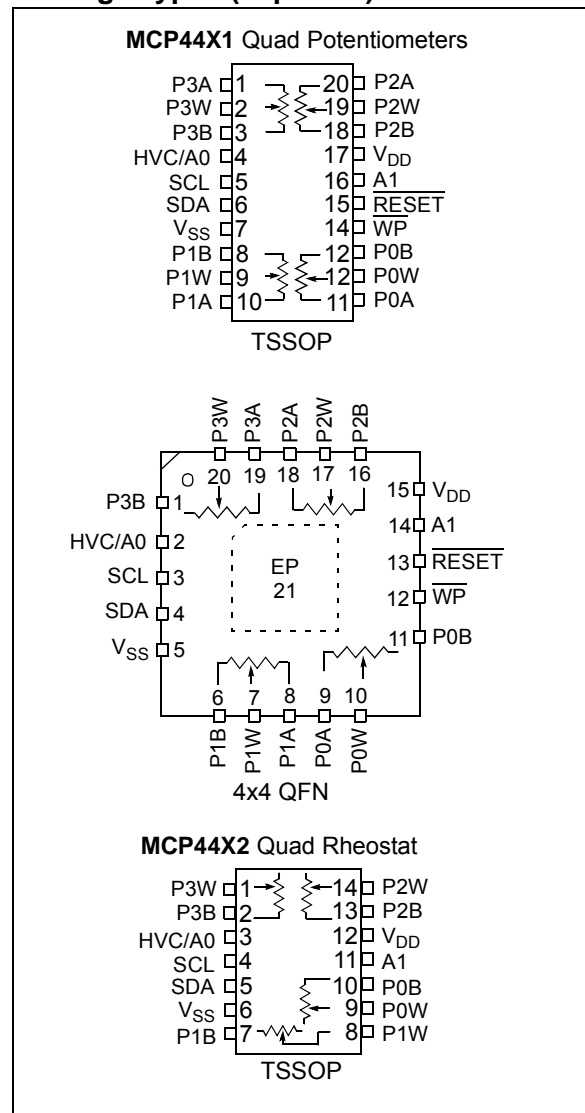 MCP44X1 Quad Potentiometers
P3A 1 20 P2A
P3W 2 19 P2W
P3B 3 18 P2B
HVC/A0 4 17 VDD
SCL 5 16 A1
SDA 6 15 RESET
VSS 7 14 WP
P1B 8 12 P0B
P1W 9 12 P0W
P1A 10 11 P0A
TSSOP
P3W P3A P2A P2W P2B
20 19 18 17 16
P3B 1 15 VDD
HVC/A0 2 14 A1
SCL 3 13 RESET
SDA 4 12 WP
VSS 5 11 P0B
EP
21
6 7 8 9 10
P1B P1W P1A P0A P0W
4x4 QFN
MCP44X2 Quad Rheostat
P3W 1 14 P2W
P3B 2 13 P2B
HVC/A0 3 12 VDD
SCL 4 11 A1
SDA 5 10 P0B
VSS 6 9 P0W
P1B 7 8 P1W
TSSOP